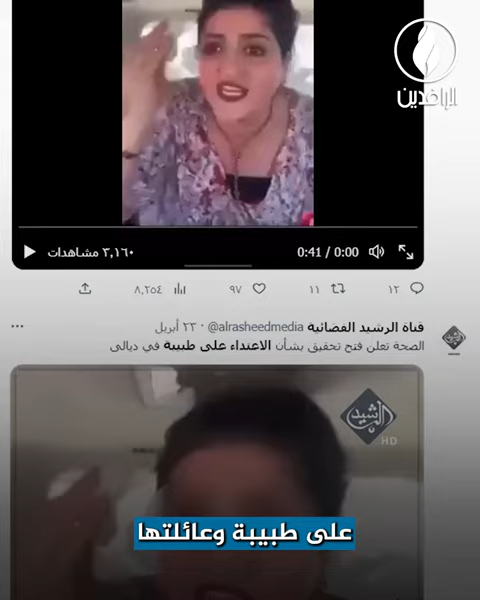 الرافدين
٣,١٦٠ مشاهدات
0:41 / 0:00
٨,٢٥٤
٩٧
١١
١٢
قناة الرشيد الفضائية @alrasheedmedia · ٢٣ أبريل
الصحة تعلن فتح تحقيق بشأن الاعتداء على طبيبة في ديالى
الرشيد
HD
على طبيبة وعائلتها